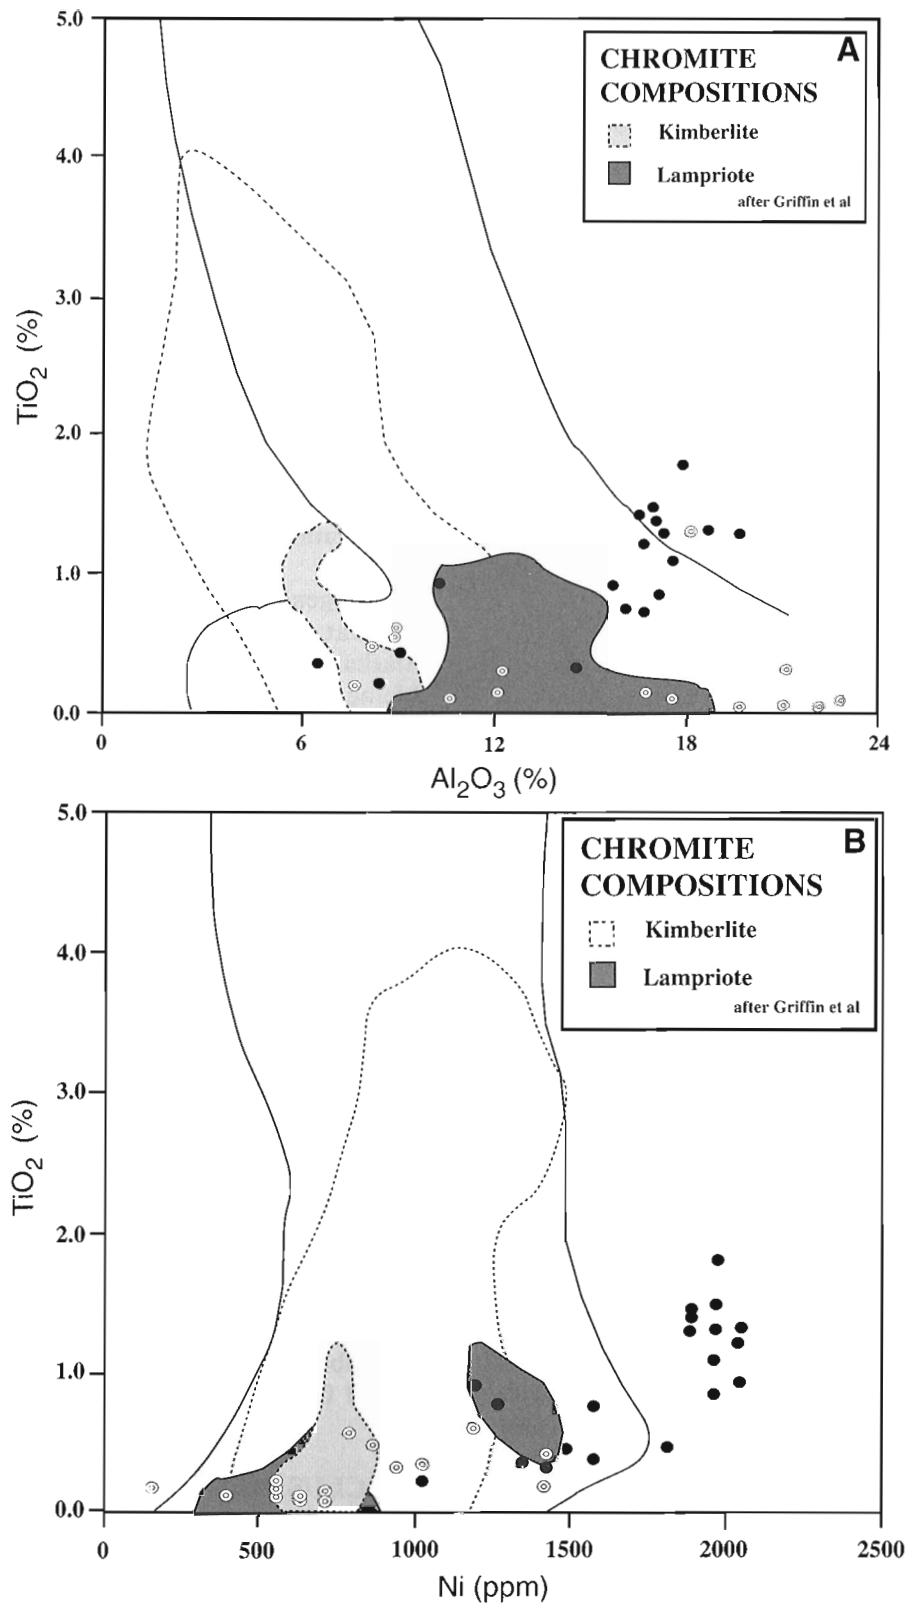 5.0
A
CHROMITE
COMPOSITIONS
Kimberlite
Lampriote
after Griffin et al
4.0
3.0
2.0
1.0
0.0
TiO2 (%)
0 6 12 18 24
Al2O3 (%)
5.0
B
CHROMITE
COMPOSITIONS
Kimberlite
Lampriote
after Griffin et al
4.0
3.0
2.0
1.0
0.0
TiO2 (%)
0 500 1000 1500 2000 2500
Ni (ppm)